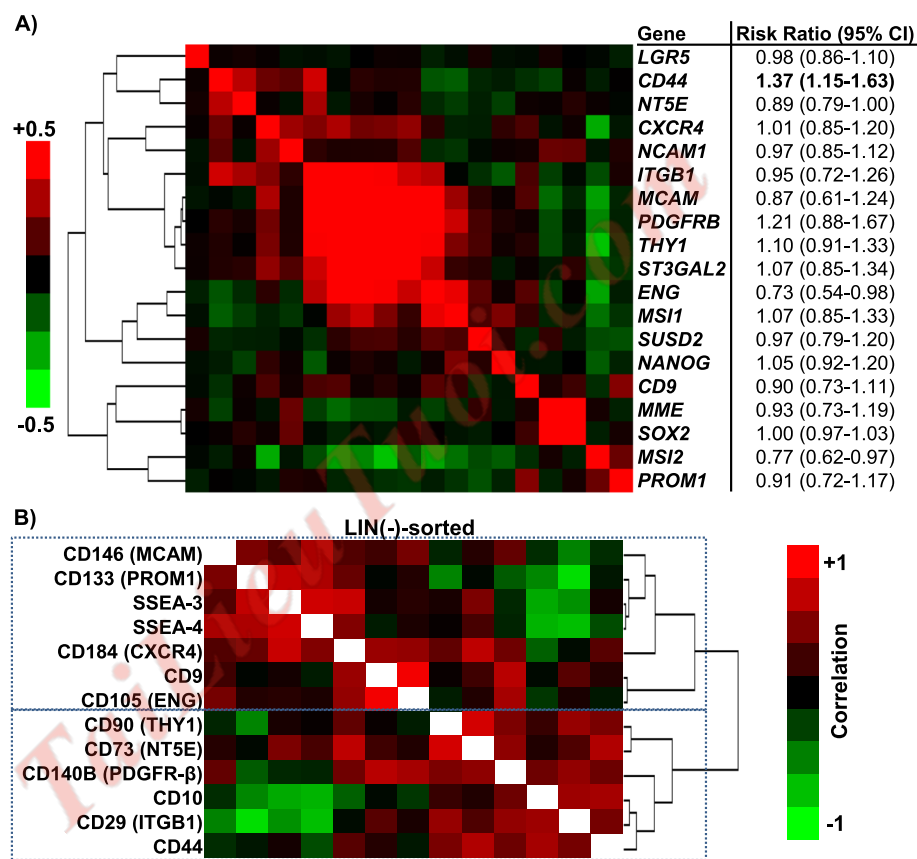 A)
Gene Risk Ratio (95% CI)
LGR5 0.98 (0.86-1.10)
CD44 1.37 (1.15-1.63)
NT5E 0.89 (0.79-1.00)
CXCR4 1.01 (0.85-1.20)
NCAM1 0.97 (0.85-1.12)
ITGB1 0.95 (0.72-1.26)
MCAM 0.87 (0.61-1.24)
PDGFRB 1.21 (0.88-1.67)
THY1 1.10 (0.91-1.33)
ST3GAL2 1.07 (0.85-1.34)
ENG 0.73 (0.54-0.98)
MSI1 1.07 (0.85-1.33)
SUSD2 0.97 (0.79-1.20)
NANOG 1.05 (0.92-1.20)
CD9 0.90 (0.73-1.11)
MME 0.93 (0.73-1.19)
SOX2 1.00 (0.97-1.03)
MSI2 0.77 (0.62-0.97)
PROM1 0.91 (0.72-1.17)
+0.5
-0.5
B)
LIN(-)-sorted
CD146 (MCAM)
CD133 (PROM1)
SSEA-3
SSEA-4
CD184 (CXCR4)
CD9
CD105 (ENG)
CD90 (THY1)
CD73 (NT5E)
CD140B (PDGFR-β)
CD10
CD29 (ITGB1)
CD44
+1
Correlation
-1
TaiLieuTuoi.com